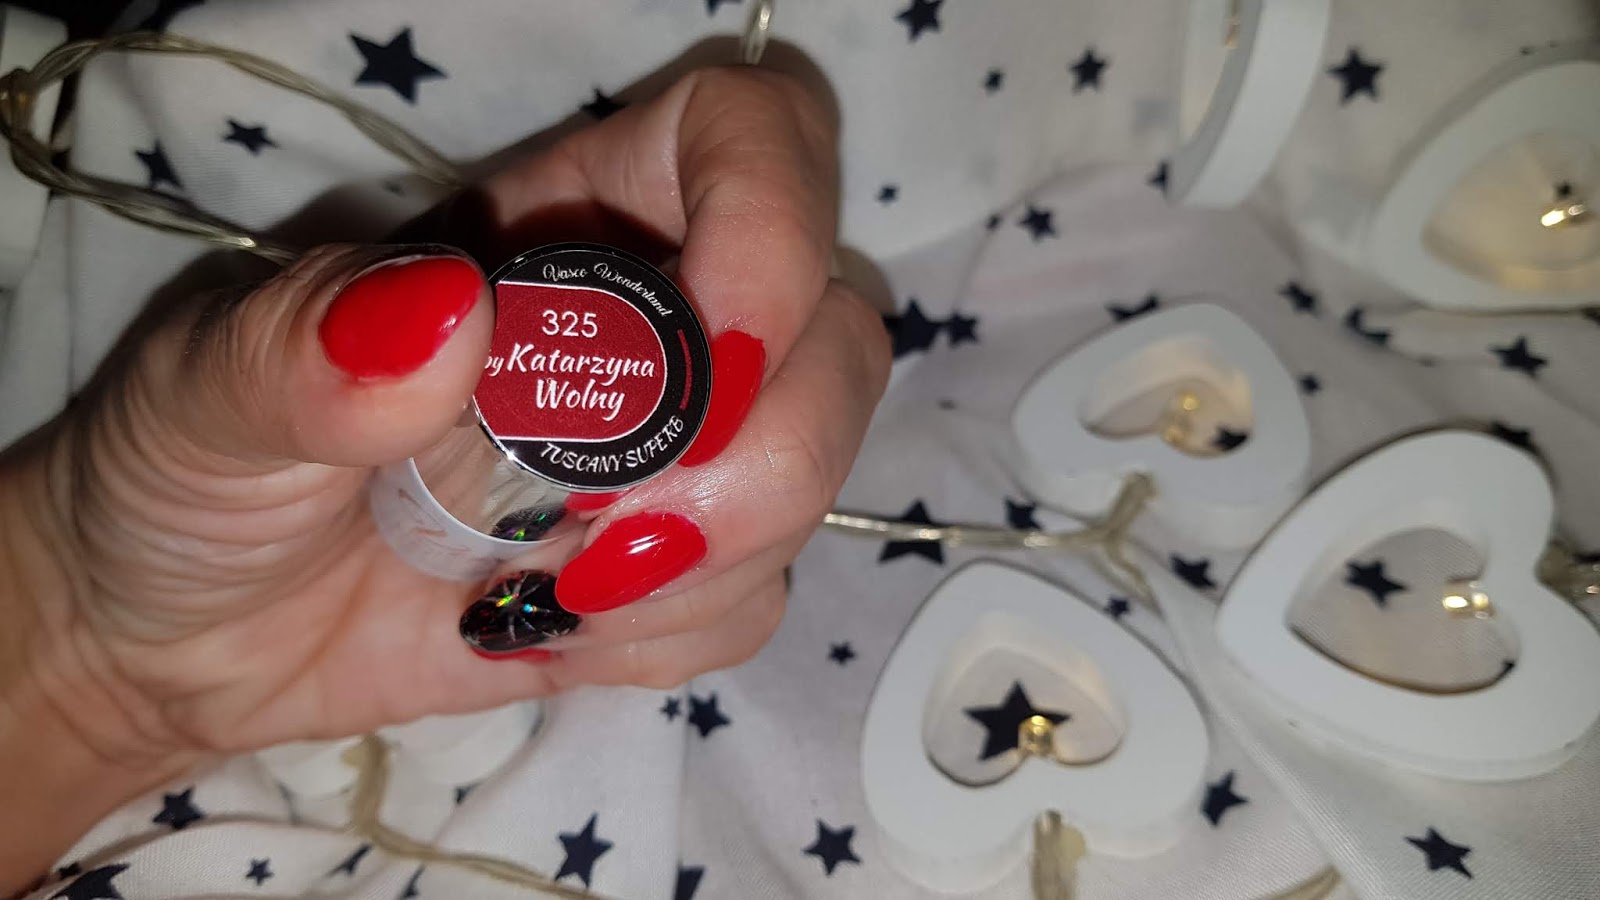 Vasco Wonderland
325
by Katarzyna
Wolny
TUSCANY SUPERB